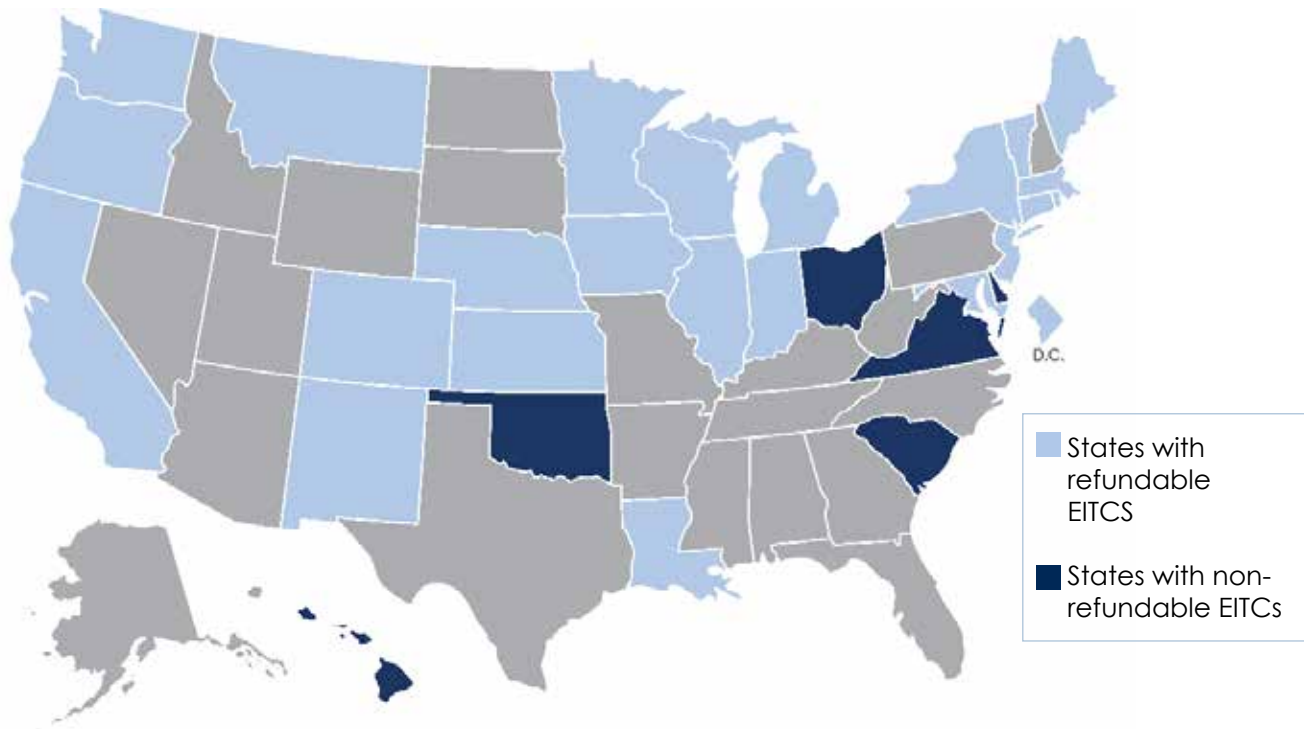 D.C.
States with
refundable
EITCS
States with non-
refundable EITCs